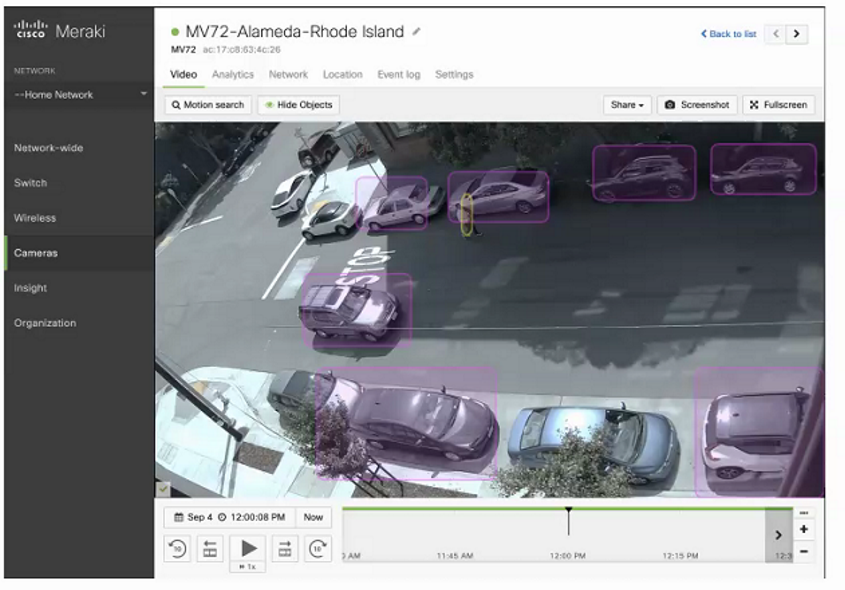 CISCO Meraki
NETWORK
--Home Network
Network-wide
Switch
Wireless
Cameras
Insight
Organization
MV72-Alameda-Rhode Island
MV72 ac:17:c8:63:4c:26
Back to list
Video Analytics Network Location Event log Settings
Motion search Hide Objects Share Screenshot Fullscreen
STOP
Sep 4 12:00:08 PM Now
10 10
1x
AM 11:45 AM 12:00 PM 12:15 PM 12:3